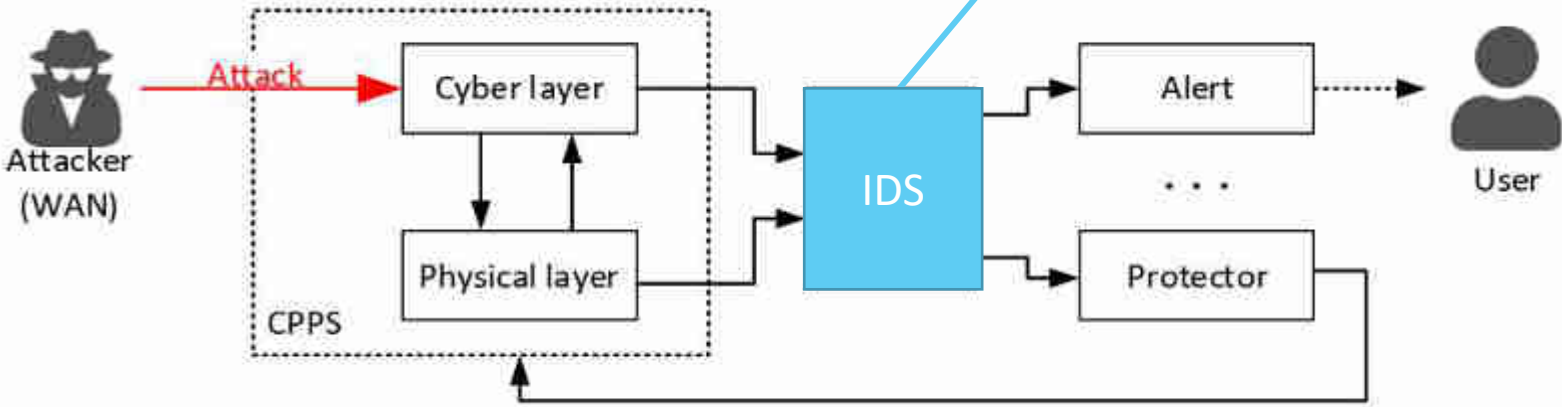 Attack
Cyber layer
Alert
Attacker
(WAN)
IDS
. . .
User
Physical layer
Protector
CPPS